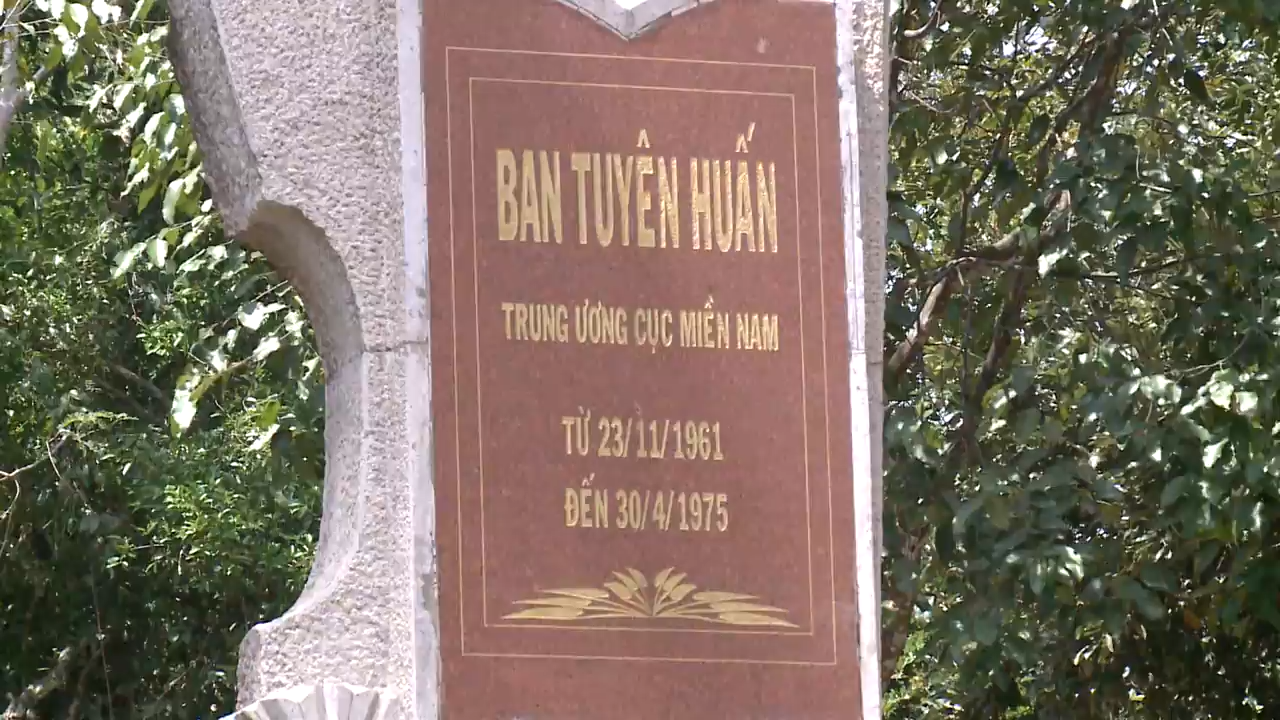 BAN TUYÊN HUẤN
TRUNG ƯƠNG CỤC MIỀN NAM
TỪ 23/11/1961
ĐẾN 30/4/1975